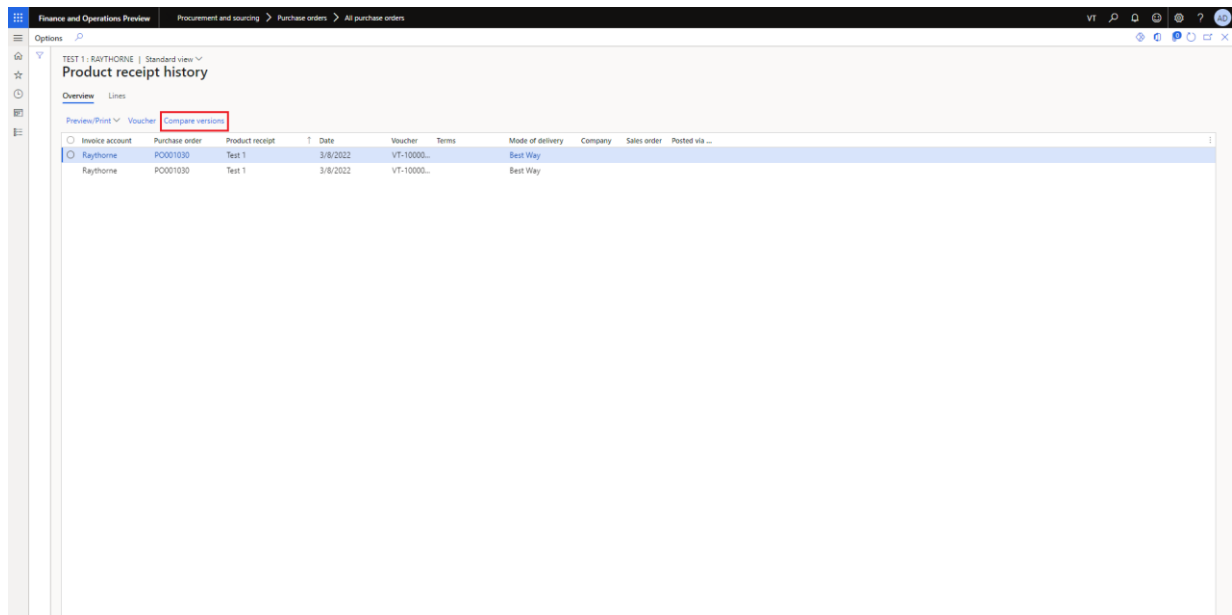 Finance and Operations Preview Procurement and sourcing Purchase orders All purchase orders VT ? AD
Options 0
TEST 1 : RAYTHORNE | Standard view
Product receipt history
Overview Lines
Preview/Print Voucher Compare versions
Invoice account Purchase order Product receipt Date Voucher Terms Mode of delivery Company Sales order Posted via ...
Raythorne PO001030 Test 1 3/8/2022 VT-10000... Best Way
Raythorne PO001030 Test 1 3/8/2022 VT-10000... Best Way